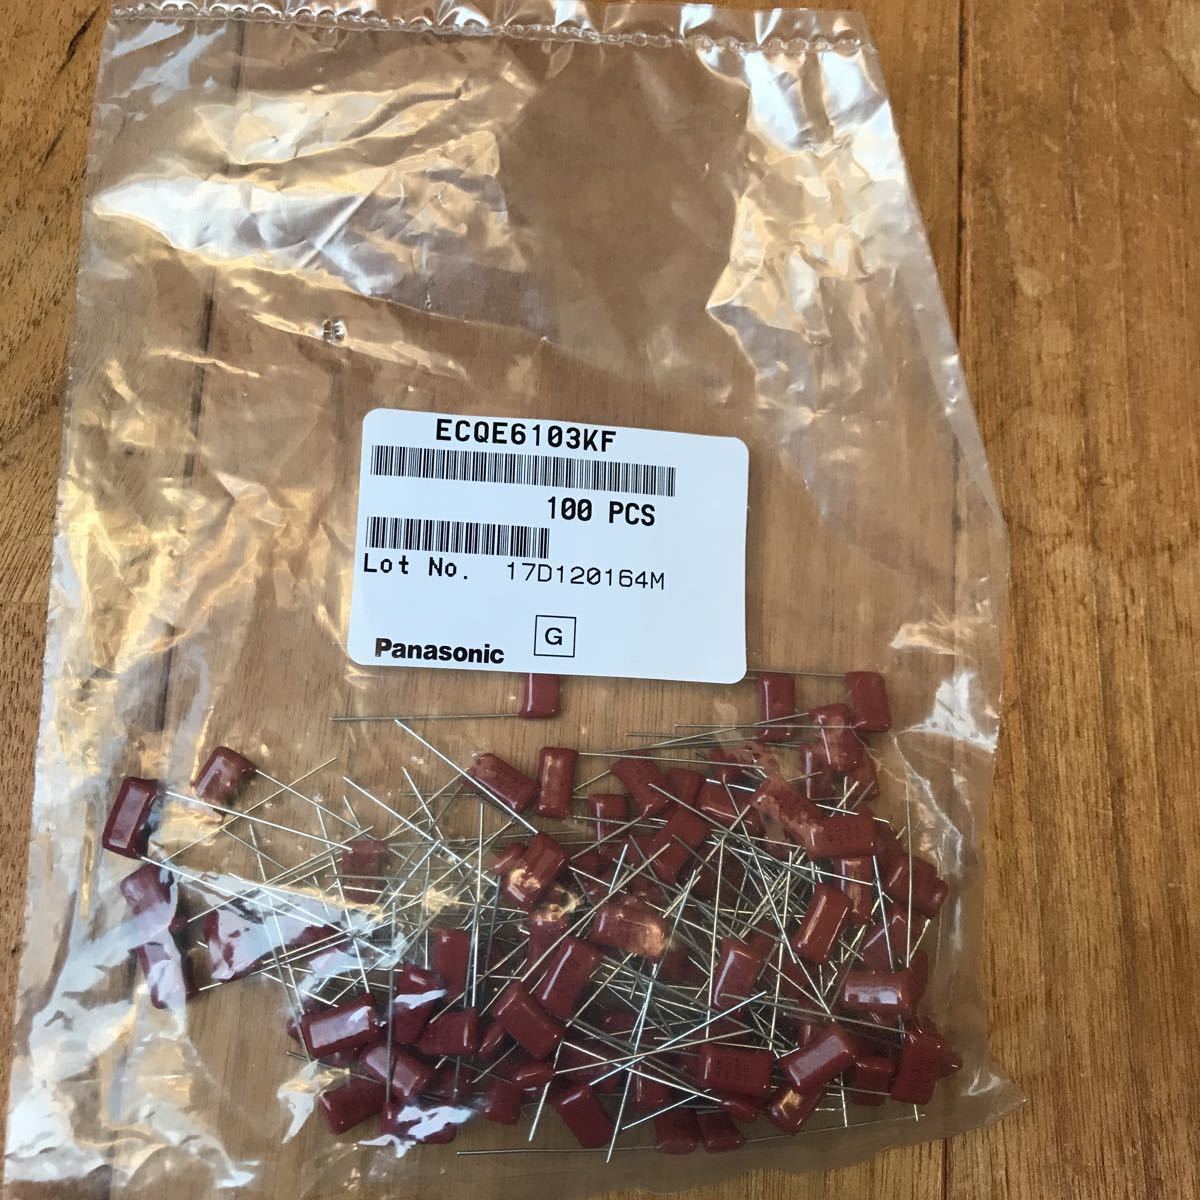 ECQE6103KF
100 PCS
Lot No. 17D120164M
G
Panasonic